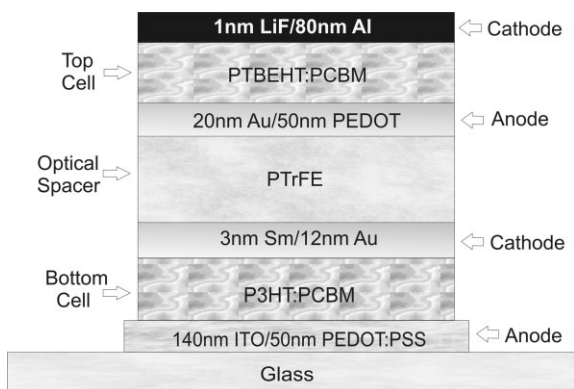 1nm LiF/80nm Al
Cathode
Top
Cell
PTBEHT:PCBM
20nm Au/50nm PEDOT
Anode
Optical
Spacer
PTrFE
3nm Sm/12nm Au
Cathode
Bottom
Cell
P3HT:PCBM
140nm ITO/50nm PEDOT:PSS
Anode
Glass